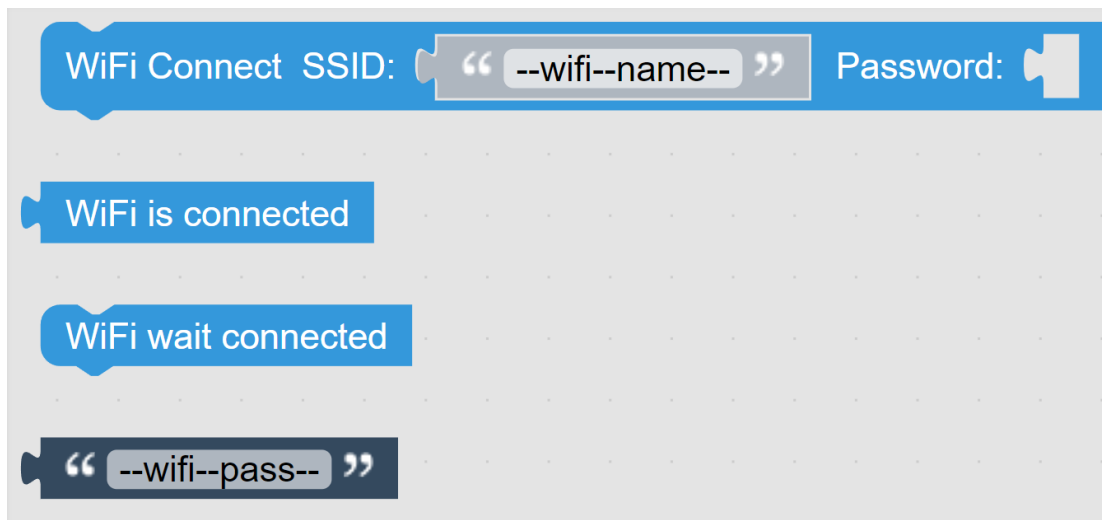 WiFi Connect SSID: “ --wifi--name-- ” Password:
WiFi is connected
WiFi wait connected
“ --wifi--pass-- ”